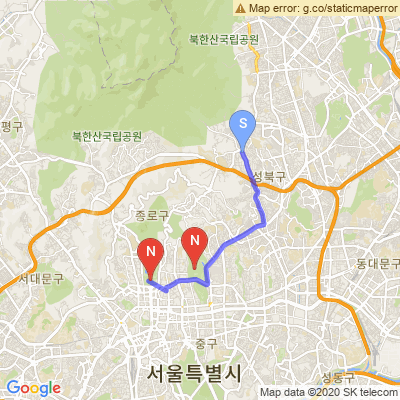 Map error: g.co/staticmaperror
북한산국립공원
북한산국립공원
평구
S
성북구
종로구
N
N
서대문구
동대문구
중구
서울특별시
성동구
Google
Map data ©2020 SK telecom